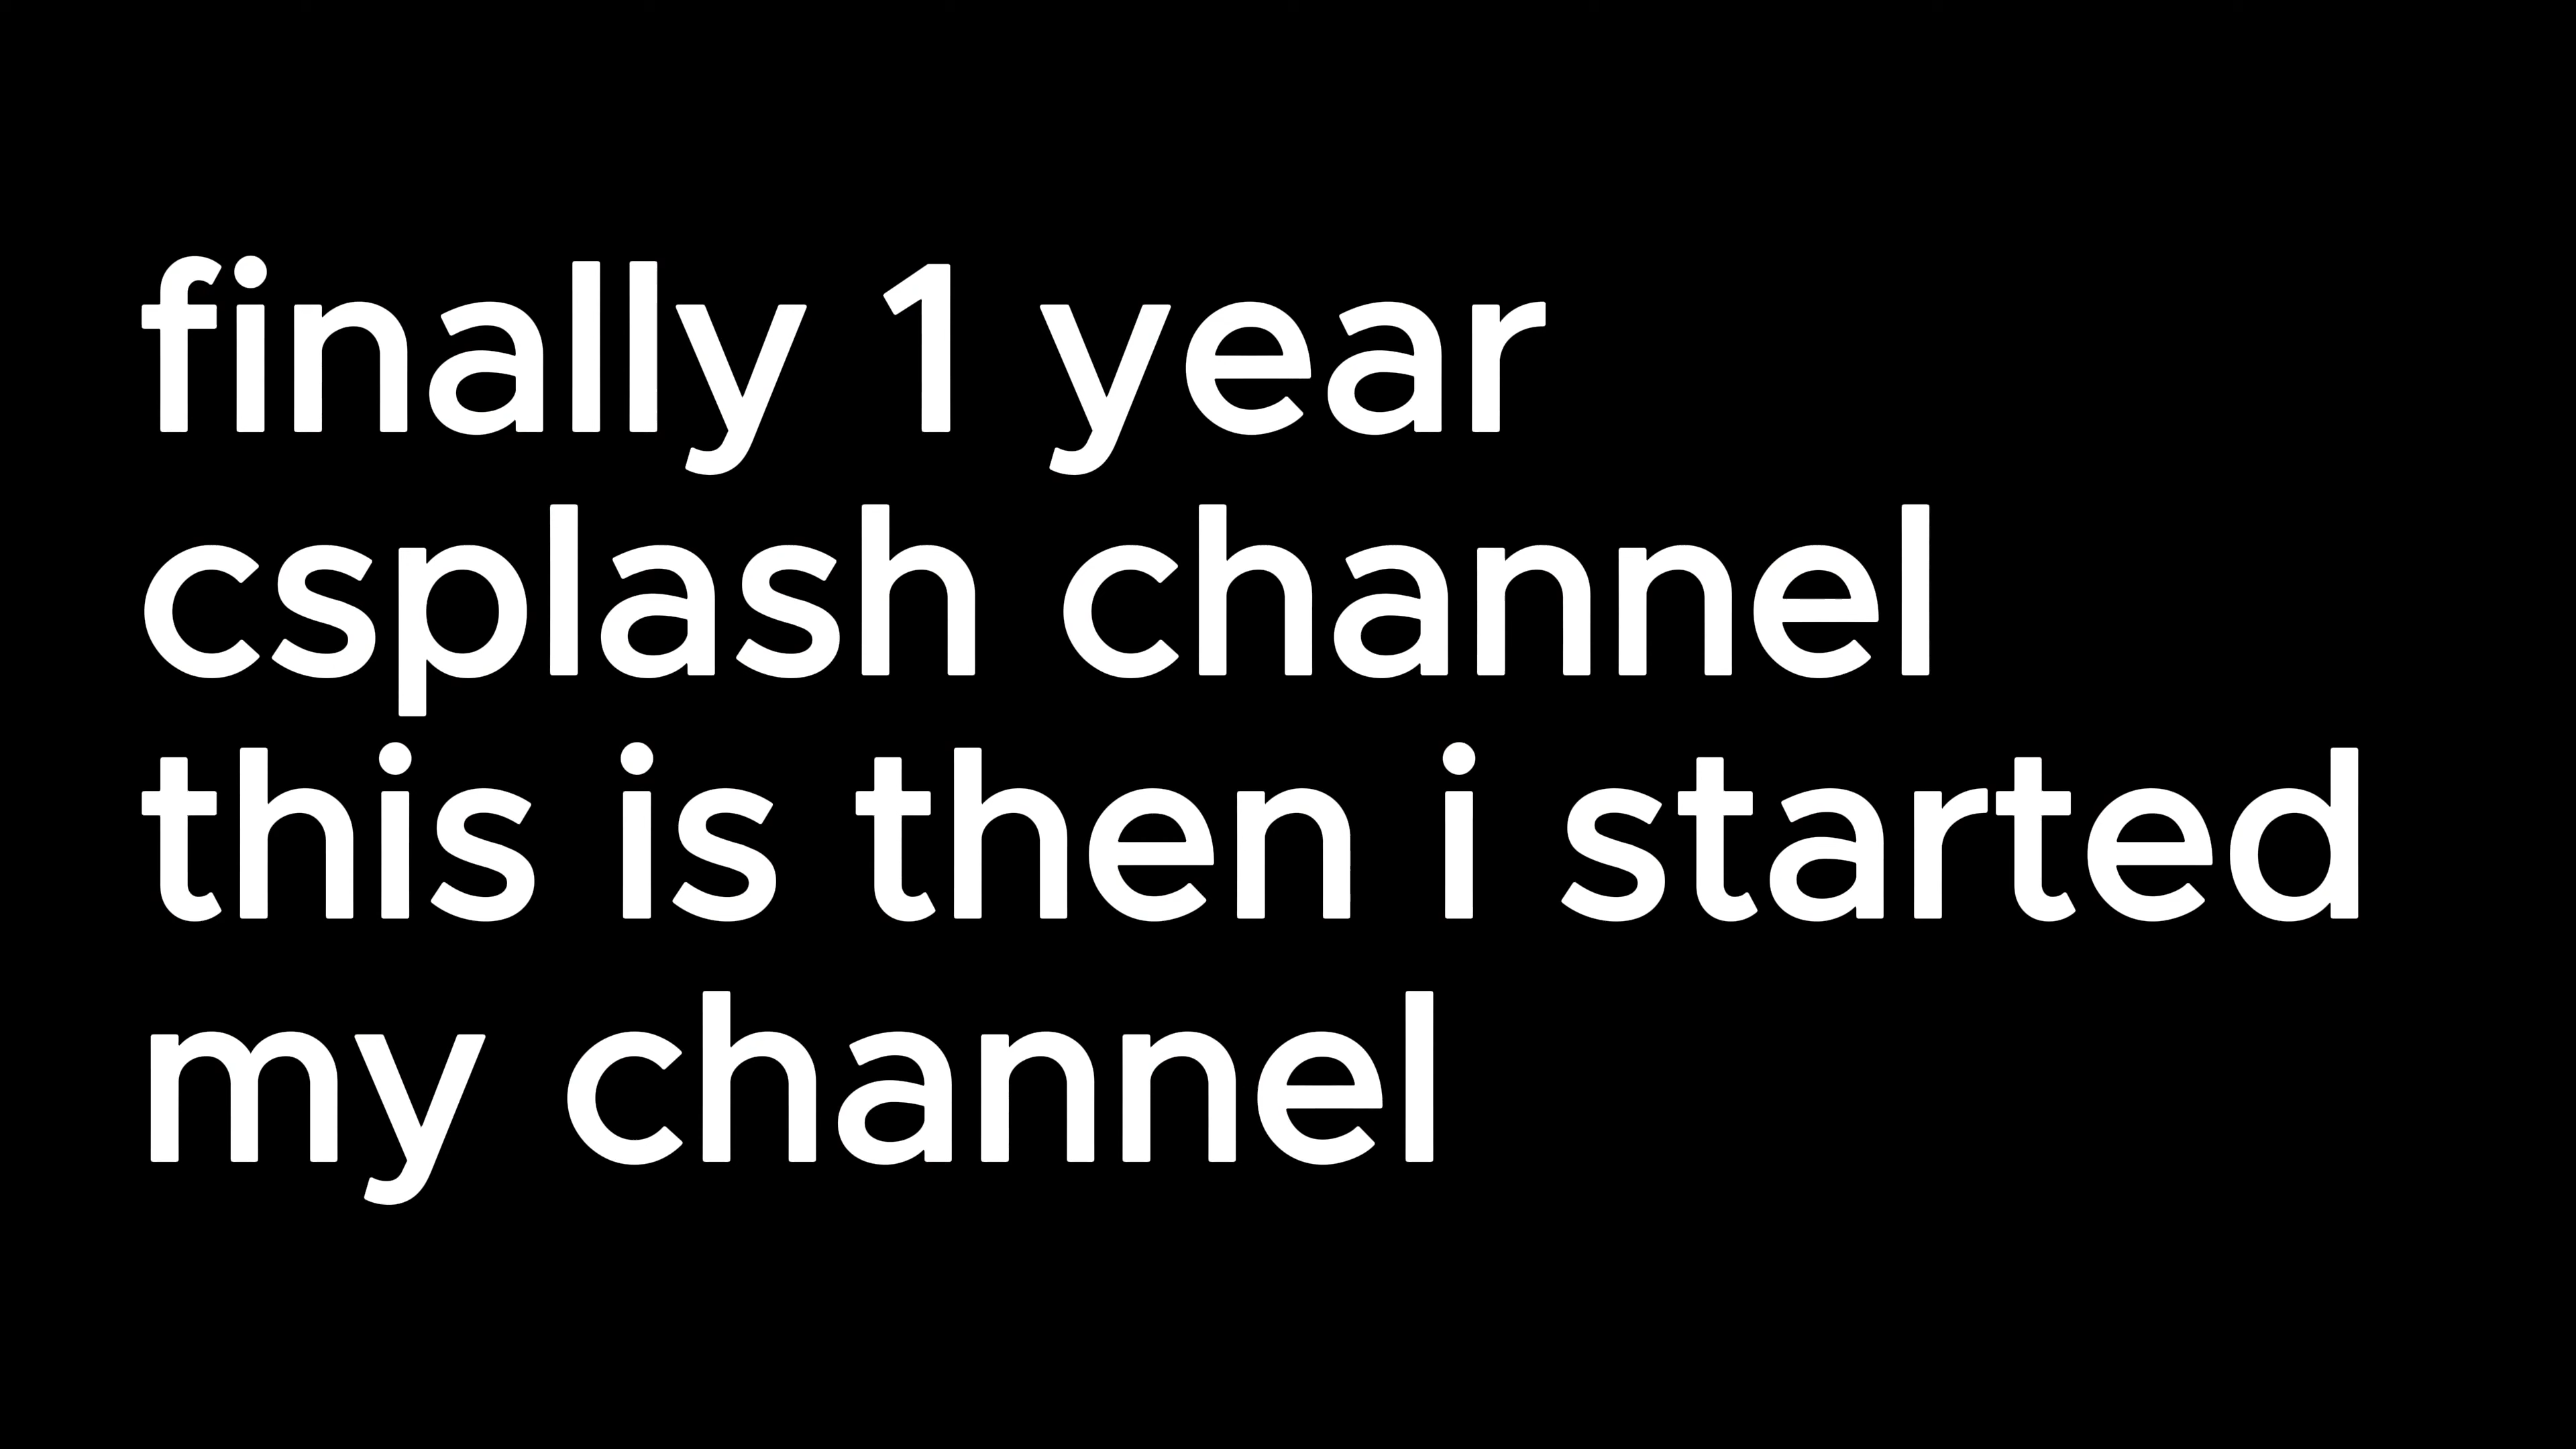 finally 1 year
csplash channel
this is then i started
my channel